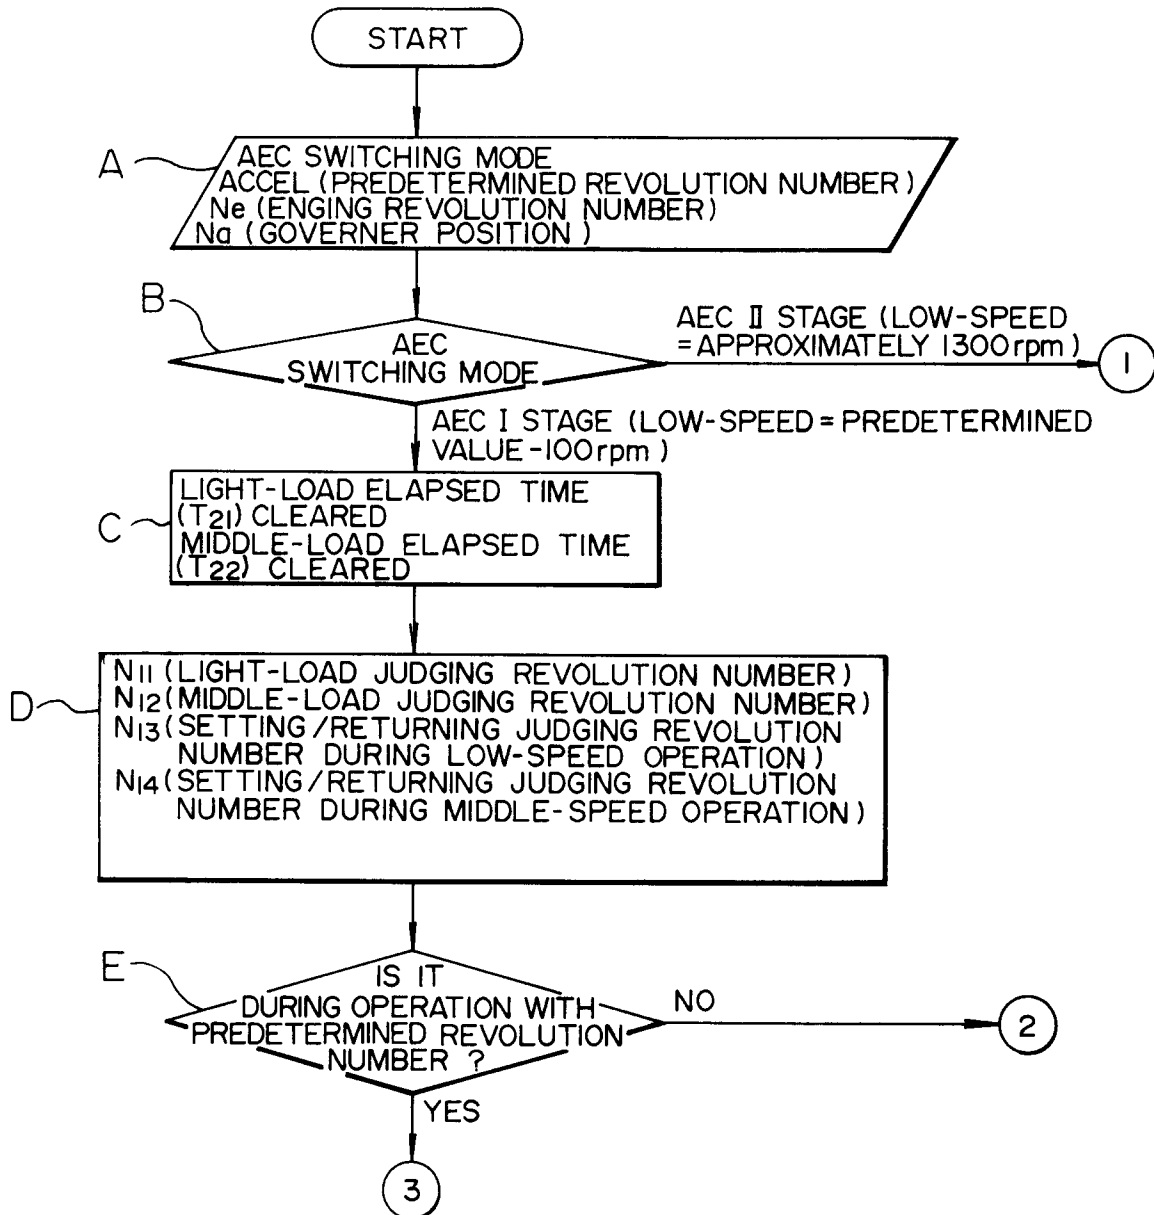 START
A
AEC SWITCHING MODE
ACCEL (PREDETERMINED REVOLUTION NUMBER)
Ne (ENGING REVOLUTION NUMBER)
Na (GOVERNER POSITION)
B
AEC
SWITCHING MODE
AEC II STAGE (LOW-SPEED
=APPROXIMATELY 1300rpm)
1
AEC I STAGE (LOW-SPEED=PREDETERMINED
VALUE-100rpm)
C
LIGHT-LOAD ELAPSED TIME
(T21) CLEARED
MIDDLE-LOAD ELAPSED TIME
(T22) CLEARED
D
N11 (LIGHT-LOAD JUDGING REVOLUTION NUMBER)
N12 (MIDDLE-LOAD JUDGING REVOLUTION NUMBER)
N13 (SETTING/RETURNING JUDGING REVOLUTION
NUMBER DURING LOW-SPEED OPERATION)
N14 (SETTING/RETURNING JUDGING REVOLUTION
NUMBER DURING MIDDLE-SPEED OPERATION)
E
IS IT
DURING OPERATION WITH
PREDETERMINED REVOLUTION
NUMBER ?
NO
2
YES
3